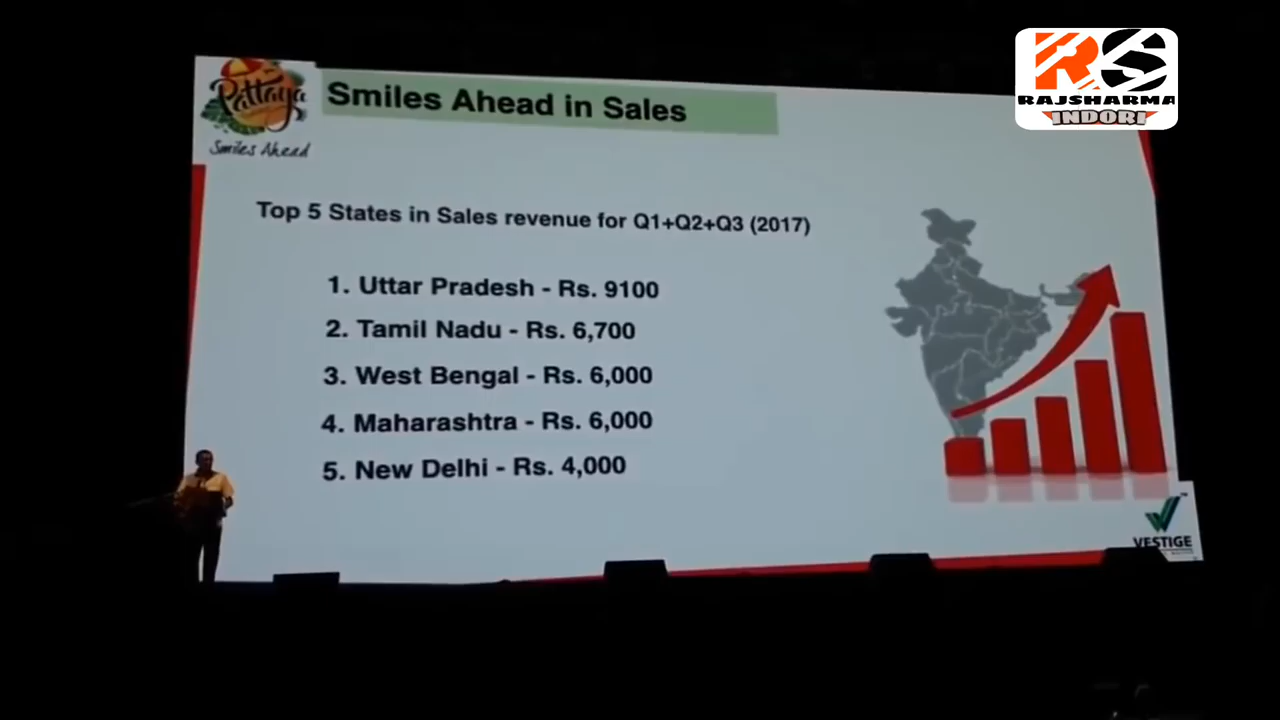 Pattaya
Smiles Ahead
Smiles Ahead in Sales
RS
RAJSHARMA
INDORI
Top 5 States in Sales revenue for Q1+Q2+Q3 (2017)
1. Uttar Pradesh - Rs. 9100
2. Tamil Nadu - Rs. 6,700
3. West Bengal - Rs. 6,000
4. Maharashtra - Rs. 6,000
5. New Delhi - Rs. 4,000
VESTIGE